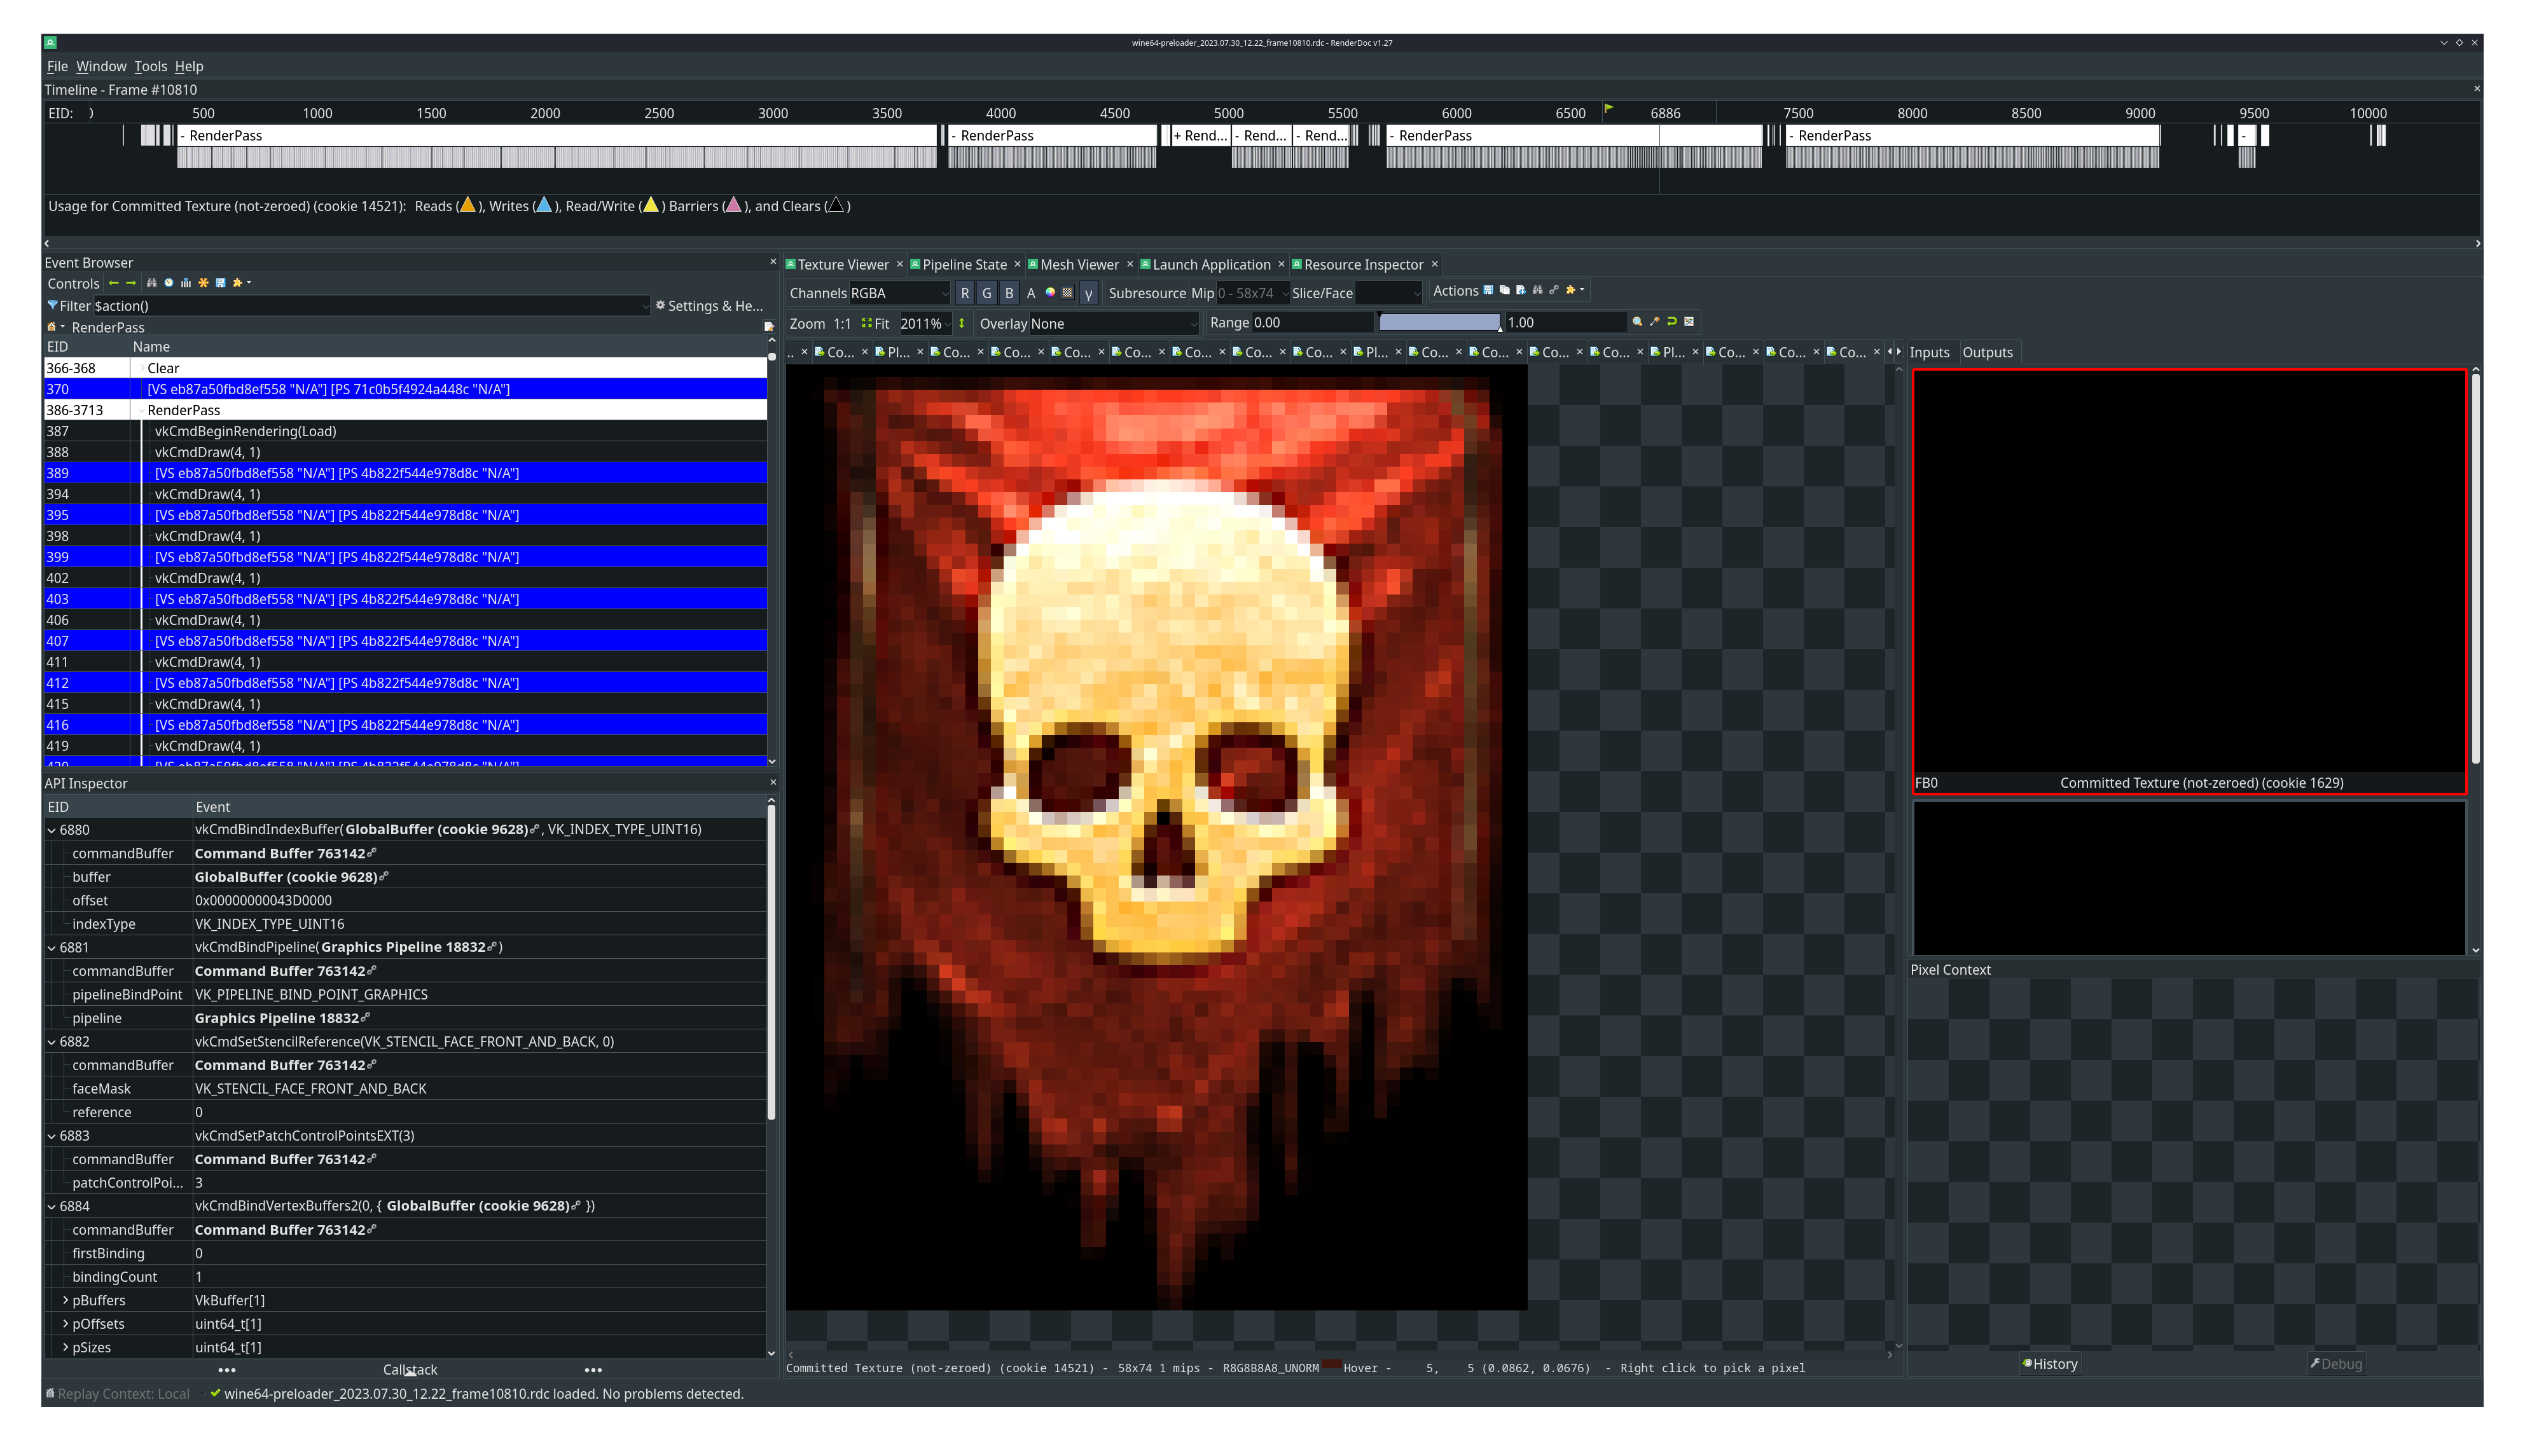 wine64-preloader_2023.07.30_12.22_frame10810.rdc - RenderDoc v1.27
File Window Tools Help
Timeline - Frame #10810
EID: 500 1000 1500 2000 2500 3000 3500 4000 4500 5000 5500 6000 6500 6886 7500 8000 8500 9000 9500 10000
- RenderPass - RenderPass + Rend... - Rend... - Rend... - RenderPass - RenderPass -
Usage for Committed Texture (not-zeroed) (cookie 14521): Reads ( ), Writes ( ), Read/Write ( ) Barriers ( ), and Clears ( )
Event Browser
Controls
Filter $action() Settings & He...
RenderPass
EID Name
366-368 Clear
370 [VS eb87a50fbd8ef558 "N/A"] [PS 71c0b5f4924a448c "N/A"]
386-3713 RenderPass
387 vkCmdBeginRendering(Load)
388 vkCmdDraw(4, 1)
389 [VS eb87a50fbd8ef558 "N/A"] [PS 4b822f544e978d8c "N/A"]
394 vkCmdDraw(4, 1)
395 [VS eb87a50fbd8ef558 "N/A"] [PS 4b822f544e978d8c "N/A"]
398 vkCmdDraw(4, 1)
399 [VS eb87a50fbd8ef558 "N/A"] [PS 4b822f544e978d8c "N/A"]
402 vkCmdDraw(4, 1)
403 [VS eb87a50fbd8ef558 "N/A"] [PS 4b822f544e978d8c "N/A"]
406 vkCmdDraw(4, 1)
407 [VS eb87a50fbd8ef558 "N/A"] [PS 4b822f544e978d8c "N/A"]
411 vkCmdDraw(4, 1)
412 [VS eb87a50fbd8ef558 "N/A"] [PS 4b822f544e978d8c "N/A"]
415 vkCmdDraw(4, 1)
416 [VS eb87a50fbd8ef558 "N/A"] [PS 4b822f544e978d8c "N/A"]
419 vkCmdDraw(4, 1)
API Inspector
EID Event
6880 vkCmdBindIndexBuffer(GlobalBuffer (cookie 9628), VK_INDEX_TYPE_UINT16)
commandBuffer Command Buffer 763142
buffer GlobalBuffer (cookie 9628)
offset 0x00000000043D0000
indexType VK_INDEX_TYPE_UINT16
6881 vkCmdBindPipeline(Graphics Pipeline 18832)
commandBuffer Command Buffer 763142
pipelineBindPoint VK_PIPELINE_BIND_POINT_GRAPHICS
pipeline Graphics Pipeline 18832
6882 vkCmdSetStencilReference(VK_STENCIL_FACE_FRONT_AND_BACK, 0)
commandBuffer Command Buffer 763142
faceMask VK_STENCIL_FACE_FRONT_AND_BACK
reference 0
6883 vkCmdSetPatchControlPointsEXT(3)
commandBuffer Command Buffer 763142
patchControlPoi... 3
6884 vkCmdBindVertexBuffers2(0, { GlobalBuffer (cookie 9628) })
commandBuffer Command Buffer 763142
firstBinding 0
bindingCount 1
pBuffers VkBuffer[1]
pOffsets uint64_t[1]
pSizes uint64_t[1]
Callstack
Texture Viewer Pipeline State Mesh Viewer Launch Application Resource Inspector
Channels RGBA R G B A γ Subresource Mip 0 - 58x74 Slice/Face Actions
Zoom 1:1 Fit 2011% Overlay None Range 0.00 1.00
.. Co... Pl... Co... Co... Co... Co... Co... Co... Co... Pl... Co... Co... Co... Co... Pl... Co... Co... Co...
Committed Texture (not-zeroed) (cookie 14521) - 58x74 1 mips - R8G8B8A8_UNORM Hover - 5, 5 (0.0862, 0.0676) - Right click to pick a pixel
Inputs Outputs
FB0 Committed Texture (not-zeroed) (cookie 1629)
Pixel Context
History Debug
Replay Context: Local wine64-preloader_2023.07.30_12.22_frame10810.rdc loaded. No problems detected.